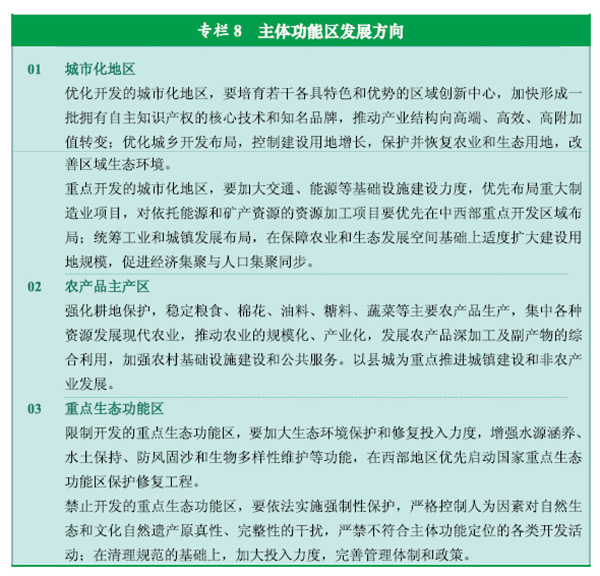 专栏 8 主体功能区发展方向
01 城市化地区
优化开发的城市化地区，要培育若干各具特色和优势的区域创新中心，加快形成一
批拥有自主知识产权的核心技术和知名品牌，推动产业结构向高端、高效、高附加
值转变；优化城乡开发布局，控制建设用地增长，保护并恢复农业和生态用地，改
善区域生态环境。
重点开发的城市化地区，要加大交通、能源等基础设施建设力度，优先布局重大制
造业项目，对依托能源和矿产资源的资源加工项目要优先在中西部重点开发区域布
局；统筹工业和城镇发展布局，在保障农业和生态发展空间基础上适度扩大建设用
地规模，促进经济集聚与人口集聚同步。
02 农产品主产区
强化耕地保护，稳定粮食、棉花、油料、糖料、蔬菜等主要农产品生产，集中各种
资源发展现代农业，推动农业的规模化、产业化，发展农产品深加工及副产物的综
合利用，加强农村基础设施建设和公共服务。以县城为重点推进城镇建设和非农产
业发展。
03 重点生态功能区
限制开发的重点生态功能区，要加大生态环境保护和修复投入力度，增强水源涵养、
水土保持、防风固沙和生物多样性维护等功能，在西部地区优先启动国家重点生态
功能区保护修复工程。
禁止开发的重点生态功能区，要依法实施强制性保护，严格控制人为因素对自然生
态和文化自然遗产原真性、完整性的干扰，严禁不符合主体功能定位的各类开发活
动；在清理规范的基础上，加大投入力度，完善管理体制和政策。